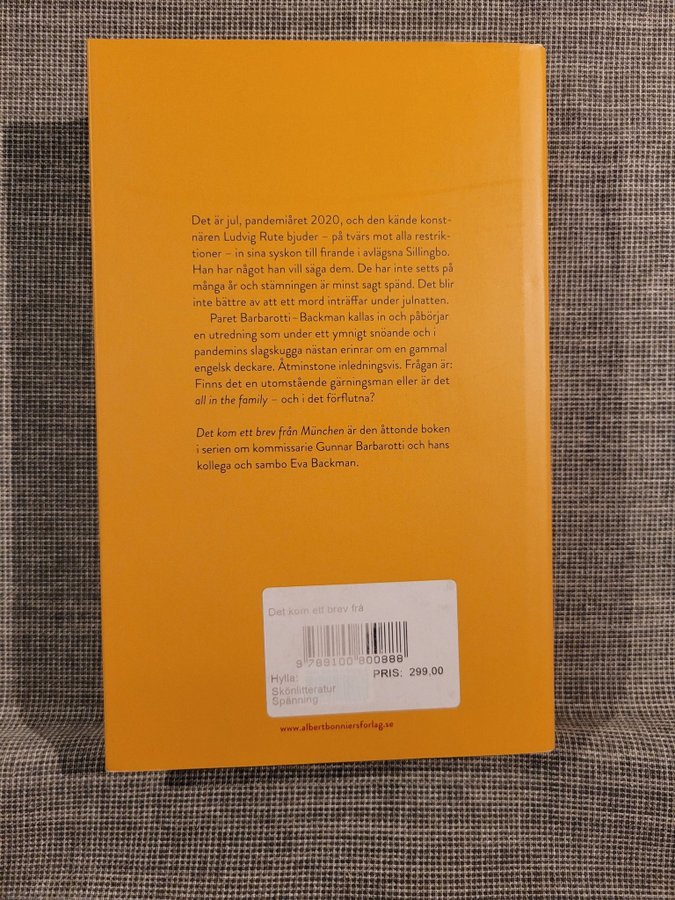 Det är jul, pandemiåret 2020, och den kände konst-
nären Ludvig Rute bjuder – på tvärs mot alla restrik-
tioner – in sina syskon till firande i avlägsna Sillingbo.
Han har något han vill säga dem. De har inte setts på
många år och stämningen är minst sagt spänd. Det blir
inte bättre av att ett mord inträffar under julnatten.
Paret Barbarotti–Backman kallas in och påbörjar
en utredning som under ett ymnigt snöande och i
pandemins slagskugga nästan erinrar om en gammal
engelsk deckare. Åtminstone inledningsvis. Frågan är:
Finns det en utomstående gärningsman eller är det
all in the family – och i det förflutna?
Det kom ett brev från München är den åttonde boken
i serien om kommissarie Gunnar Barbarotti och hans
kollega och sambo Eva Backman.
Det kom ett brev frå
9 789100 800888
Hylla: PRIS: 299,00
Skönlitteratur
Spänning
www.albertbonniersforlag.se